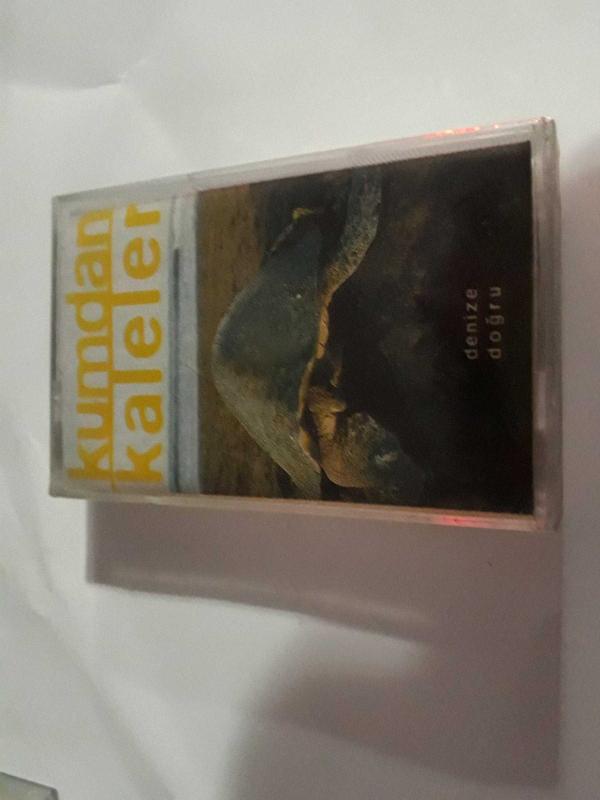 kumdan
kaleler
denize
doğru